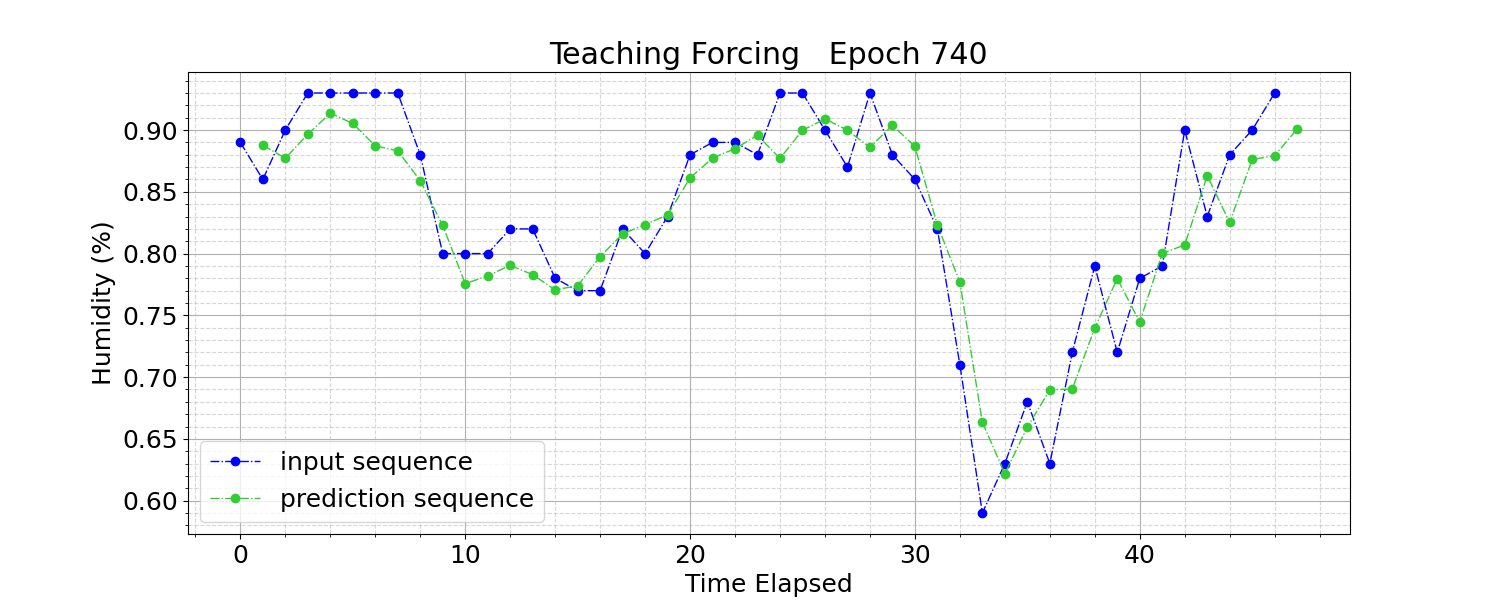 Teaching Forcing   Epoch 740
Humidity (%)
0.90
0.85
0.80
0.75
0.70
0.65
0.60
input sequence
prediction sequence
0 10 20 30 40
Time Elapsed